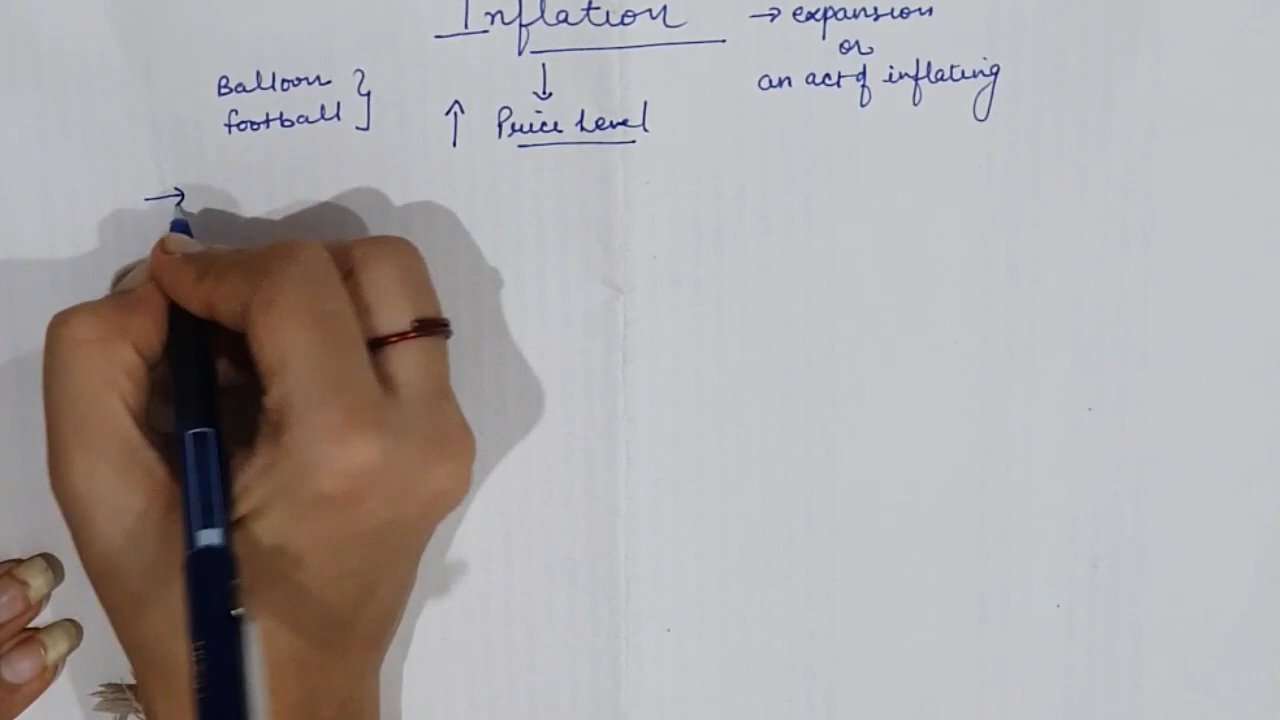 Inflation → expansion
or
an act of inflating
Balloon
football }
↓
↑ Price Level
→